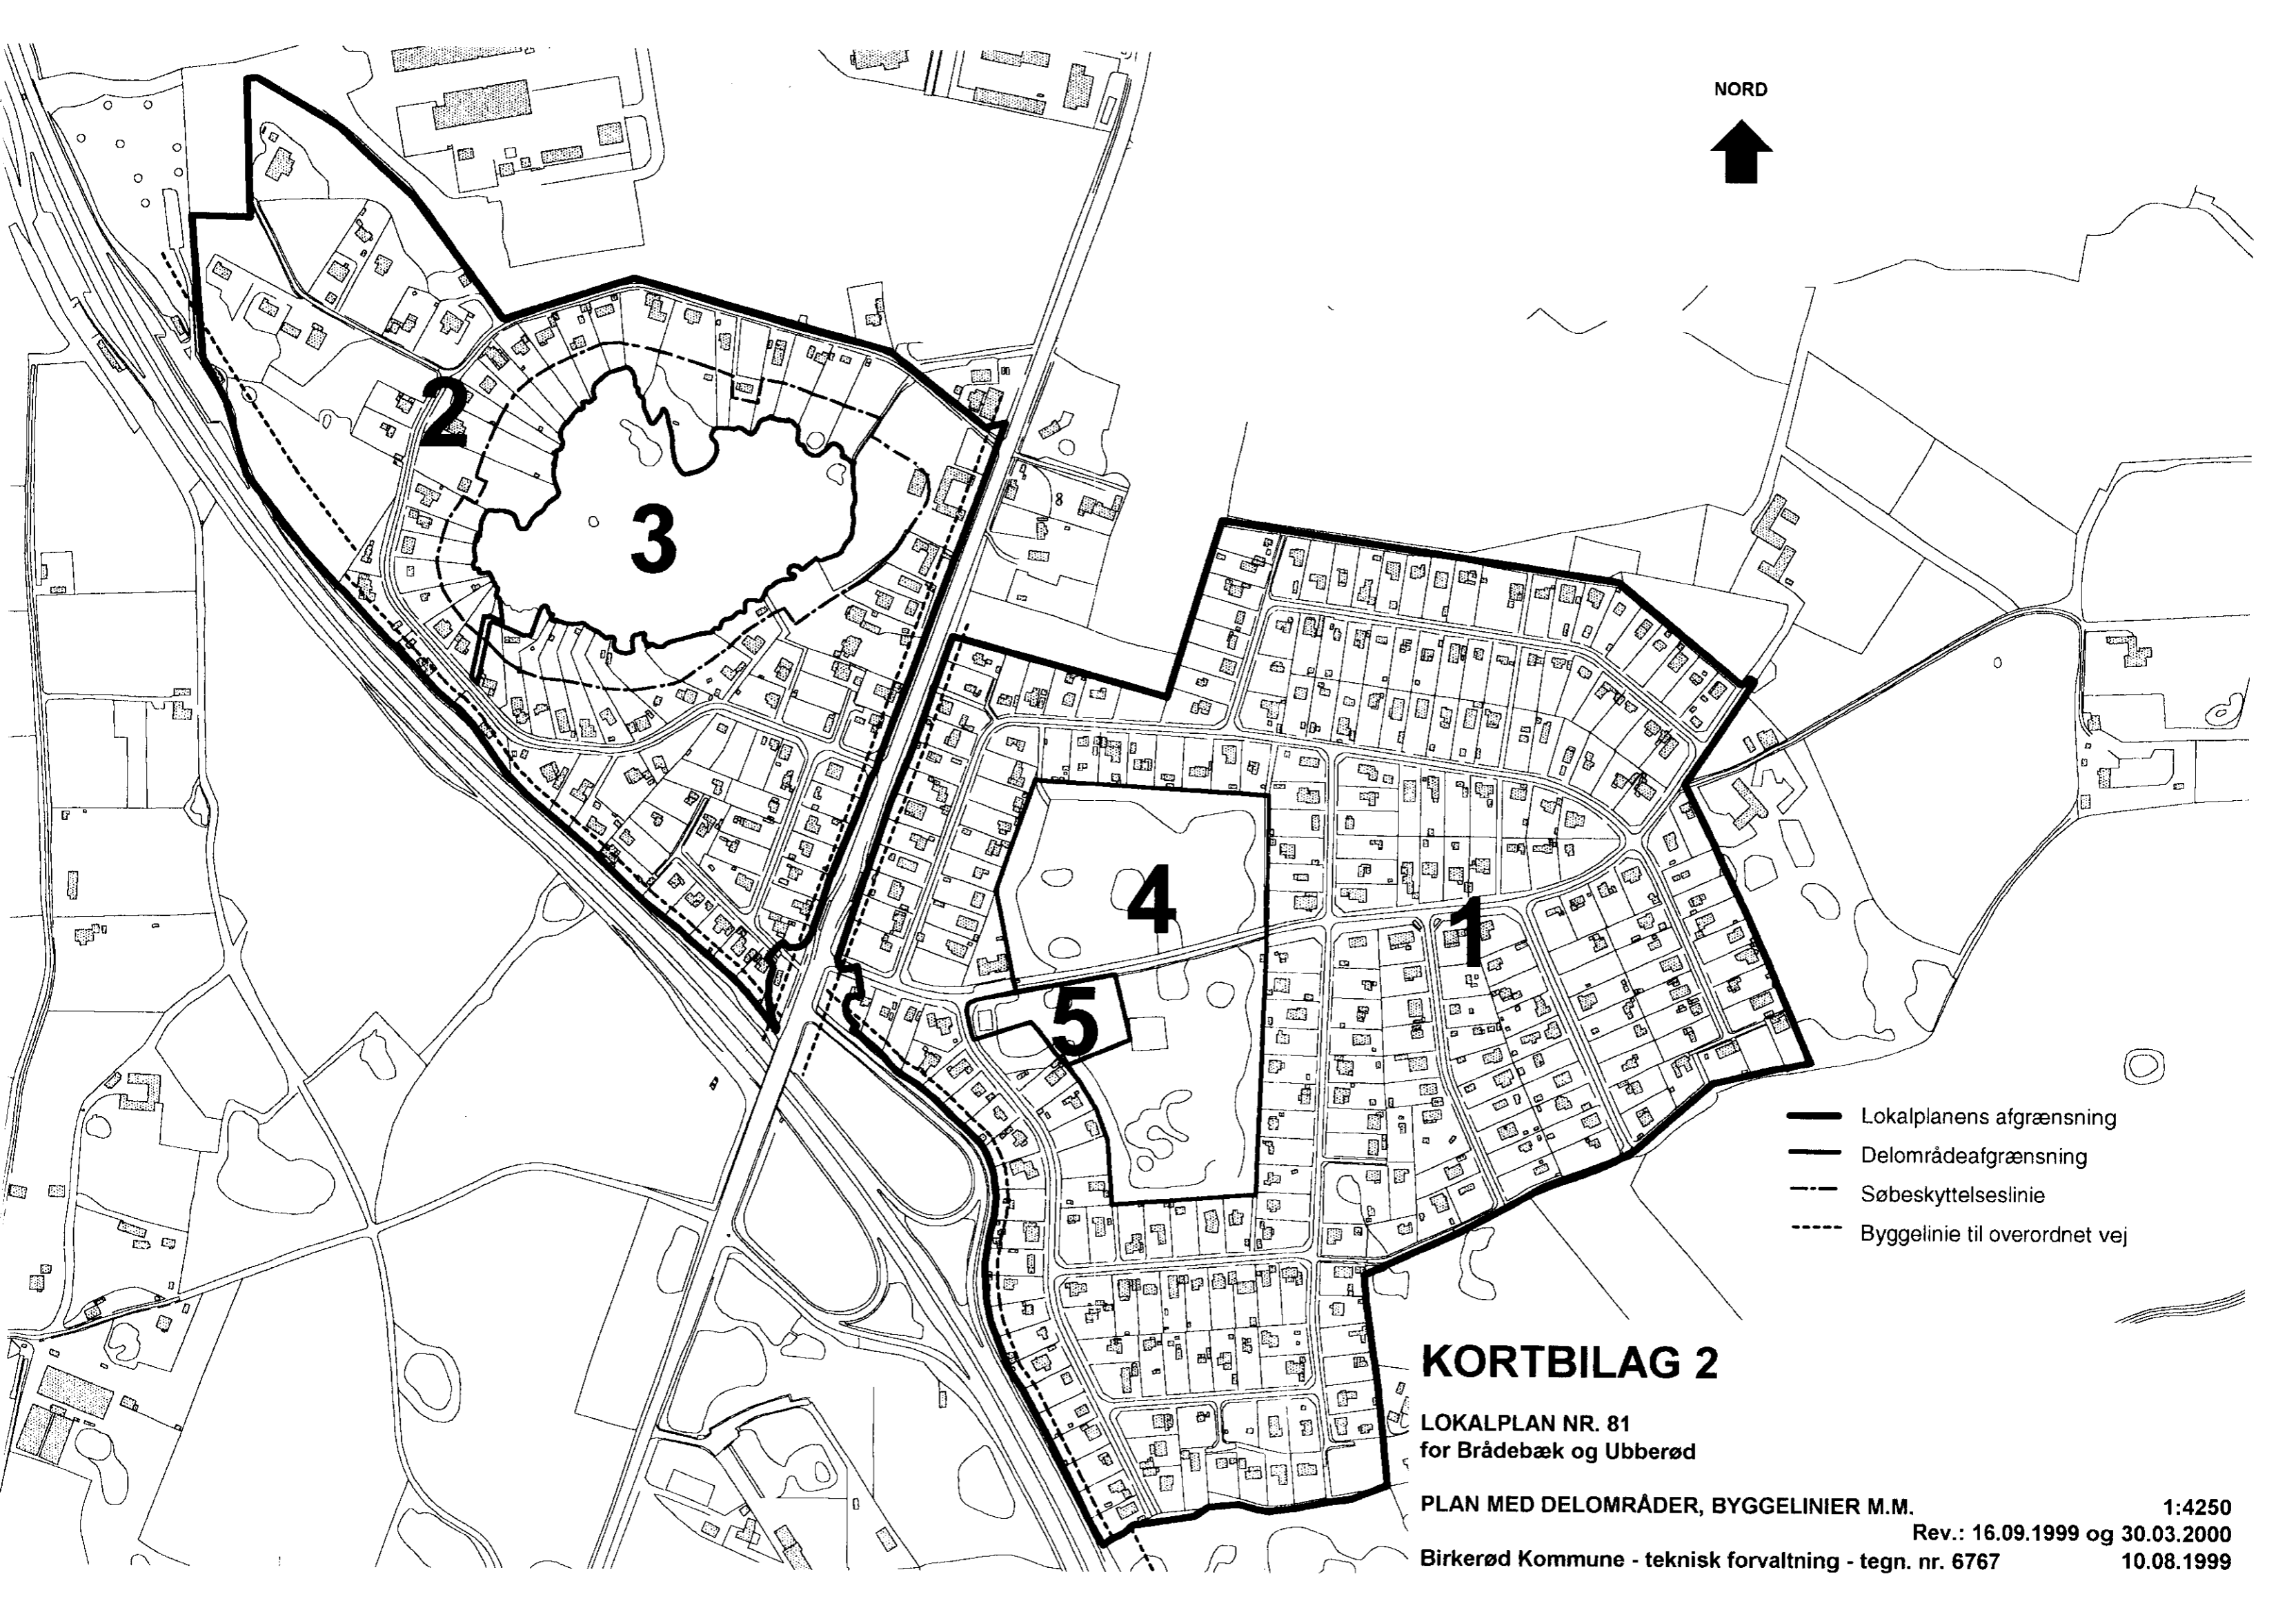 NORD
2
3
4
1
5
Lokalplanens afgrænsning
Delområdeafgrænsning
Søbeskyttelseslinie
Byggelinie til overordnet vej
KORTBILAG 2
LOKALPLAN NR. 81
for Brådebæk og Ubberød
PLAN MED DELOMRÅDER, BYGGELINIER M.M. 1:4250
Rev.: 16.09.1999 og 30.03.2000
Birkerød Kommune - teknisk forvaltning - tegn. nr. 6767 10.08.1999